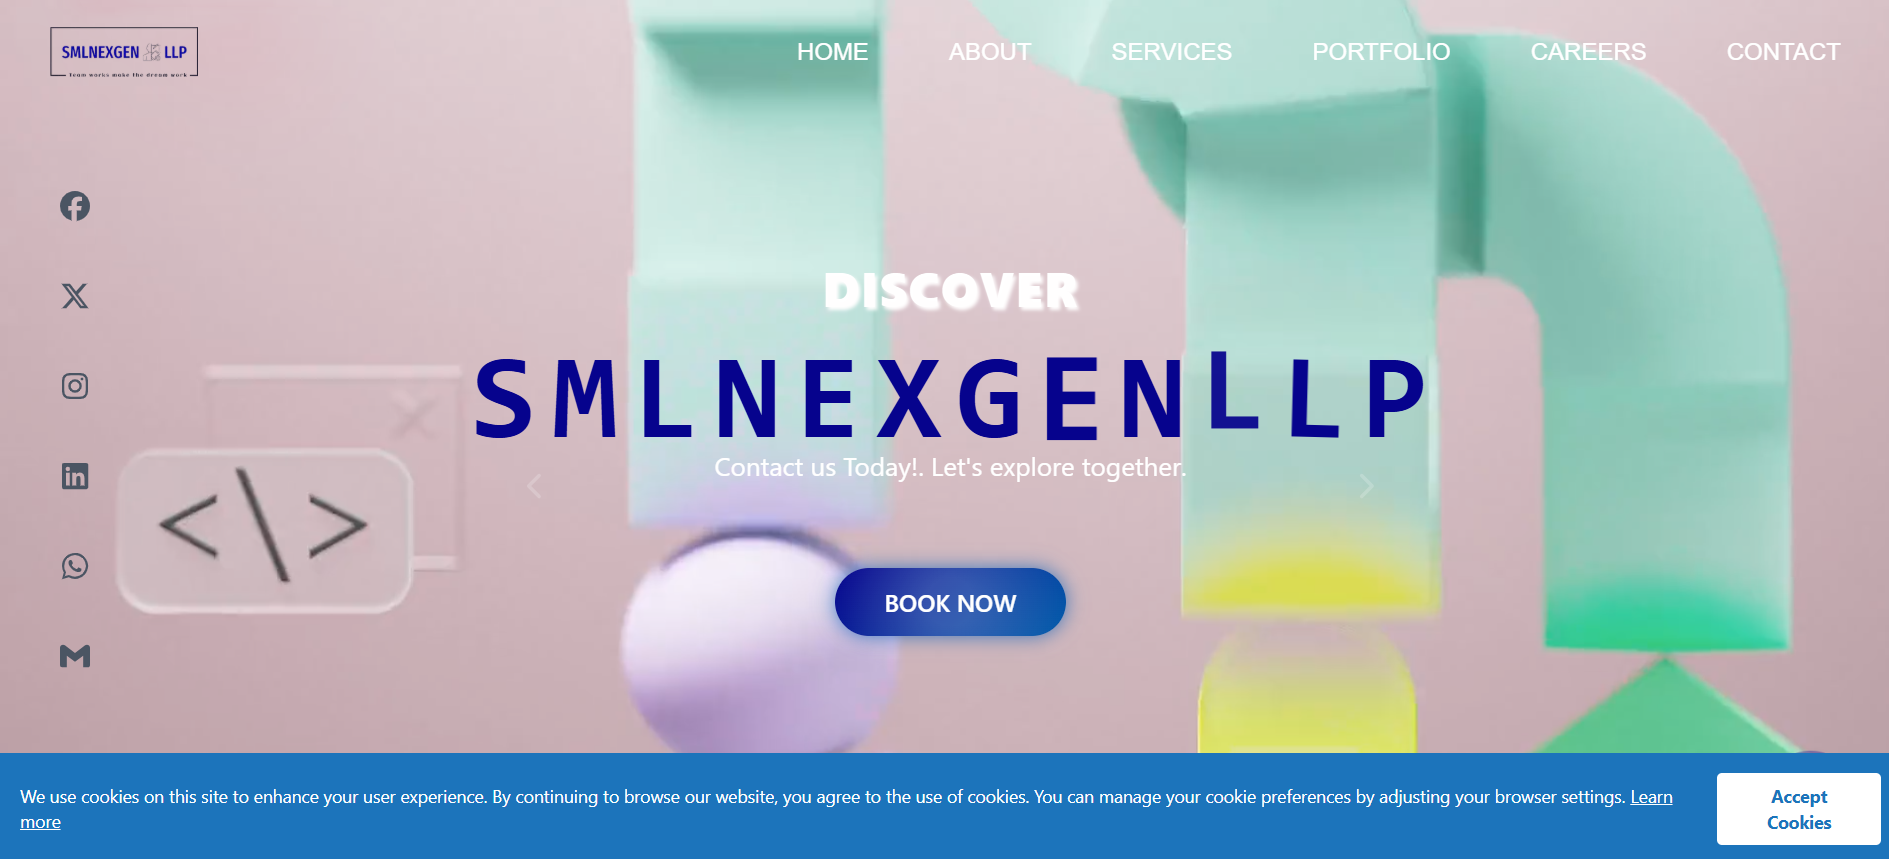 SMLNEXGEN LLP
Team works make the dream work
HOME ABOUT SERVICES PORTFOLIO CAREERS CONTACT
DISCOVER
SMLNEXGENLLP
Contact us Today!. Let's explore together.
<\>
BOOK NOW
We use cookies on this site to enhance your user experience. By continuing to browse our website, you agree to the use of cookies. You can manage your cookie preferences by adjusting your browser settings. Learn
more
Accept
Cookies